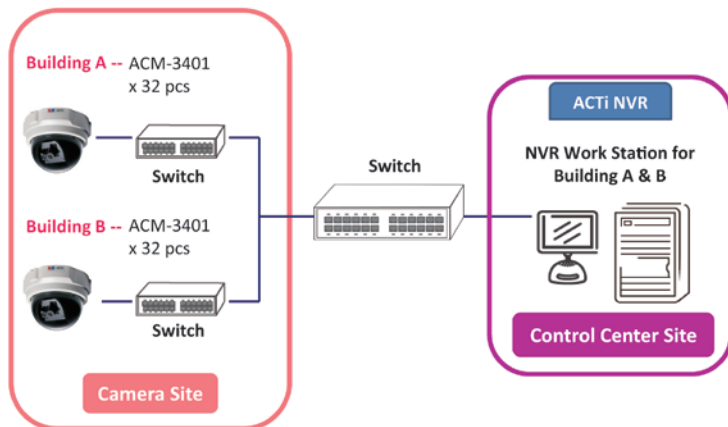 Building A -- ACM-3401
x 32 pcs
Switch
Building B -- ACM-3401
x 32 pcs
Switch
Camera Site
Switch
ACTi NVR
NVR Work Station for
Building A & B
Control Center Site